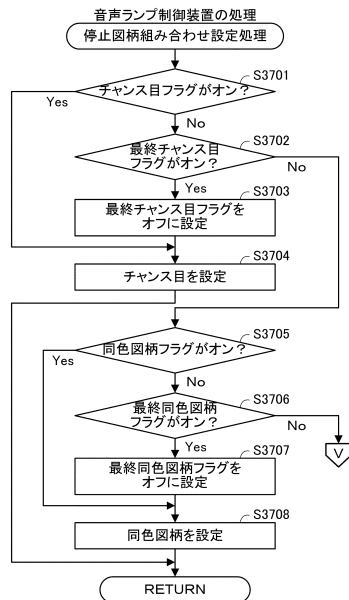 音声ランプ制御装置の処理
停止図柄組み合わせ設定処理
S3701
チャンス目フラグがオン？
Yes
No
S3702
最終チャンス目
フラグがオン？
No
Yes
S3703
最終チャンス目フラグを
オフに設定
S3704
チャンス目を設定
S3705
同色図柄フラグがオン？
Yes
No
S3706
最終同色図柄
フラグがオン？
No
Yes
V
S3707
最終同色図柄フラグを
オフに設定
S3708
同色図柄を設定
RETURN